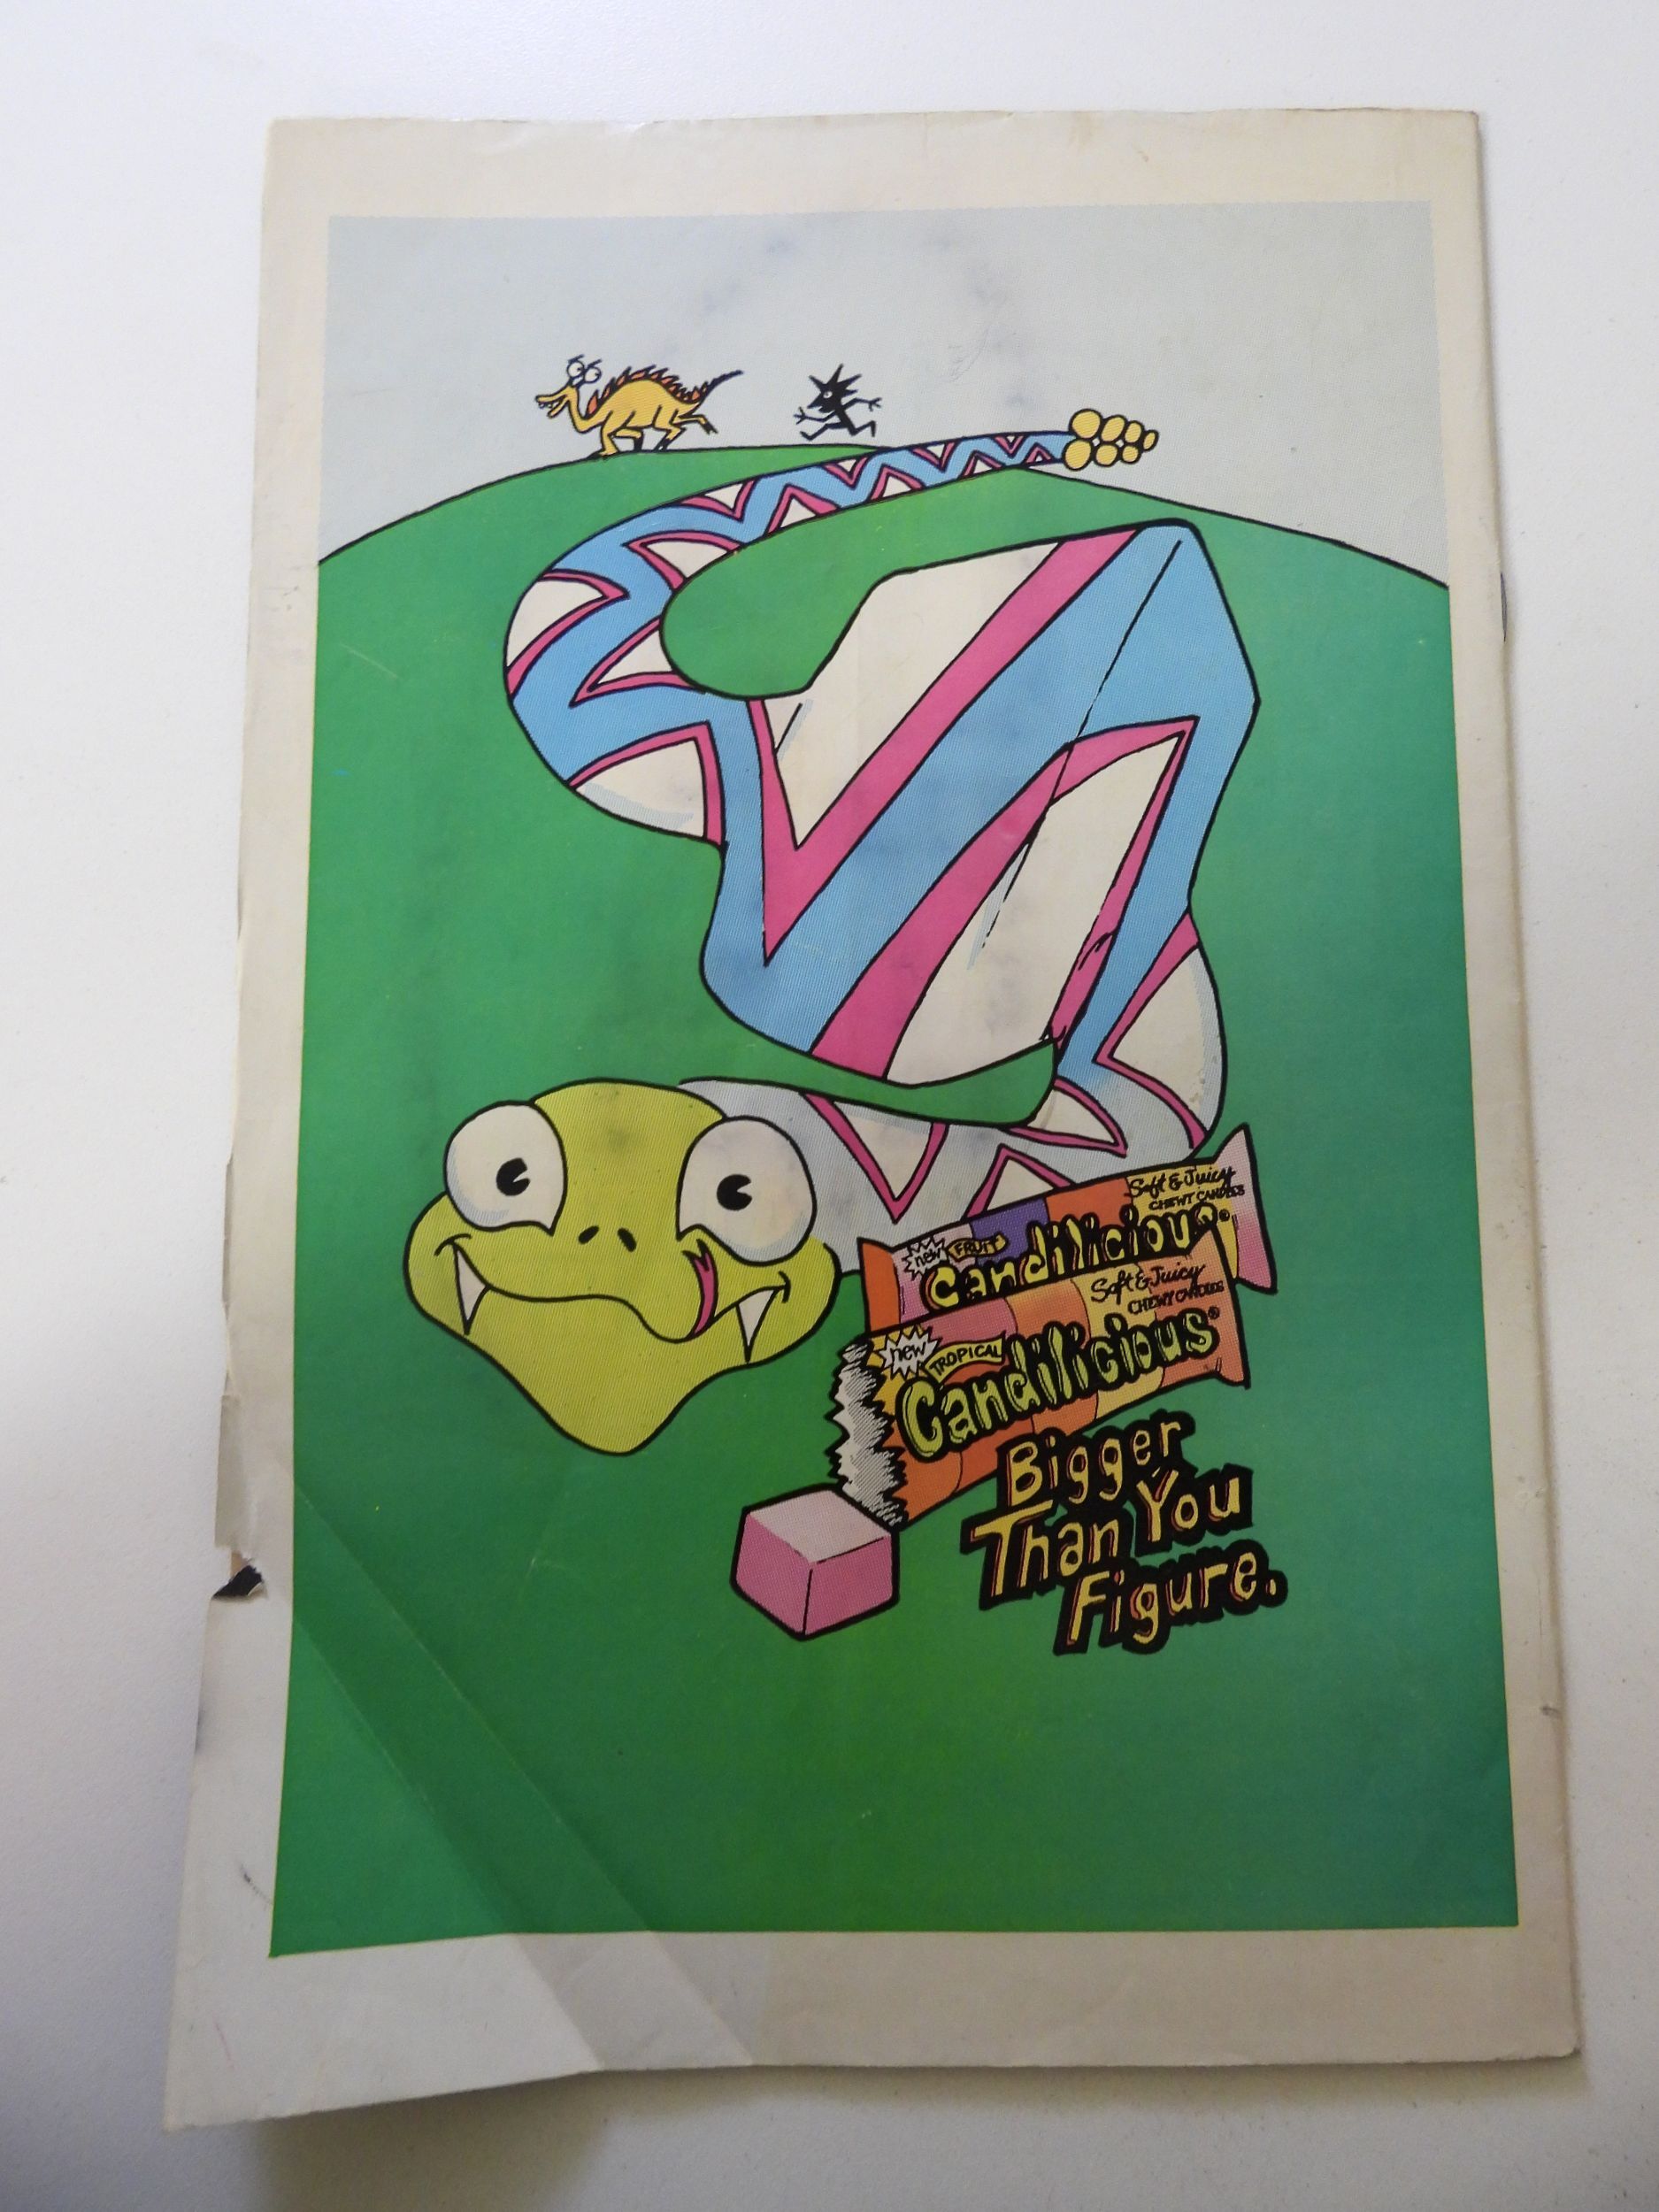 Soft & Juicy
CHEWY CANDIES
new FRUIT
Candilicious®
Soft & Juicy
CHEWY CANDIES
new TROPICAL
Candilicious®
Bigger
Than You
Figure.